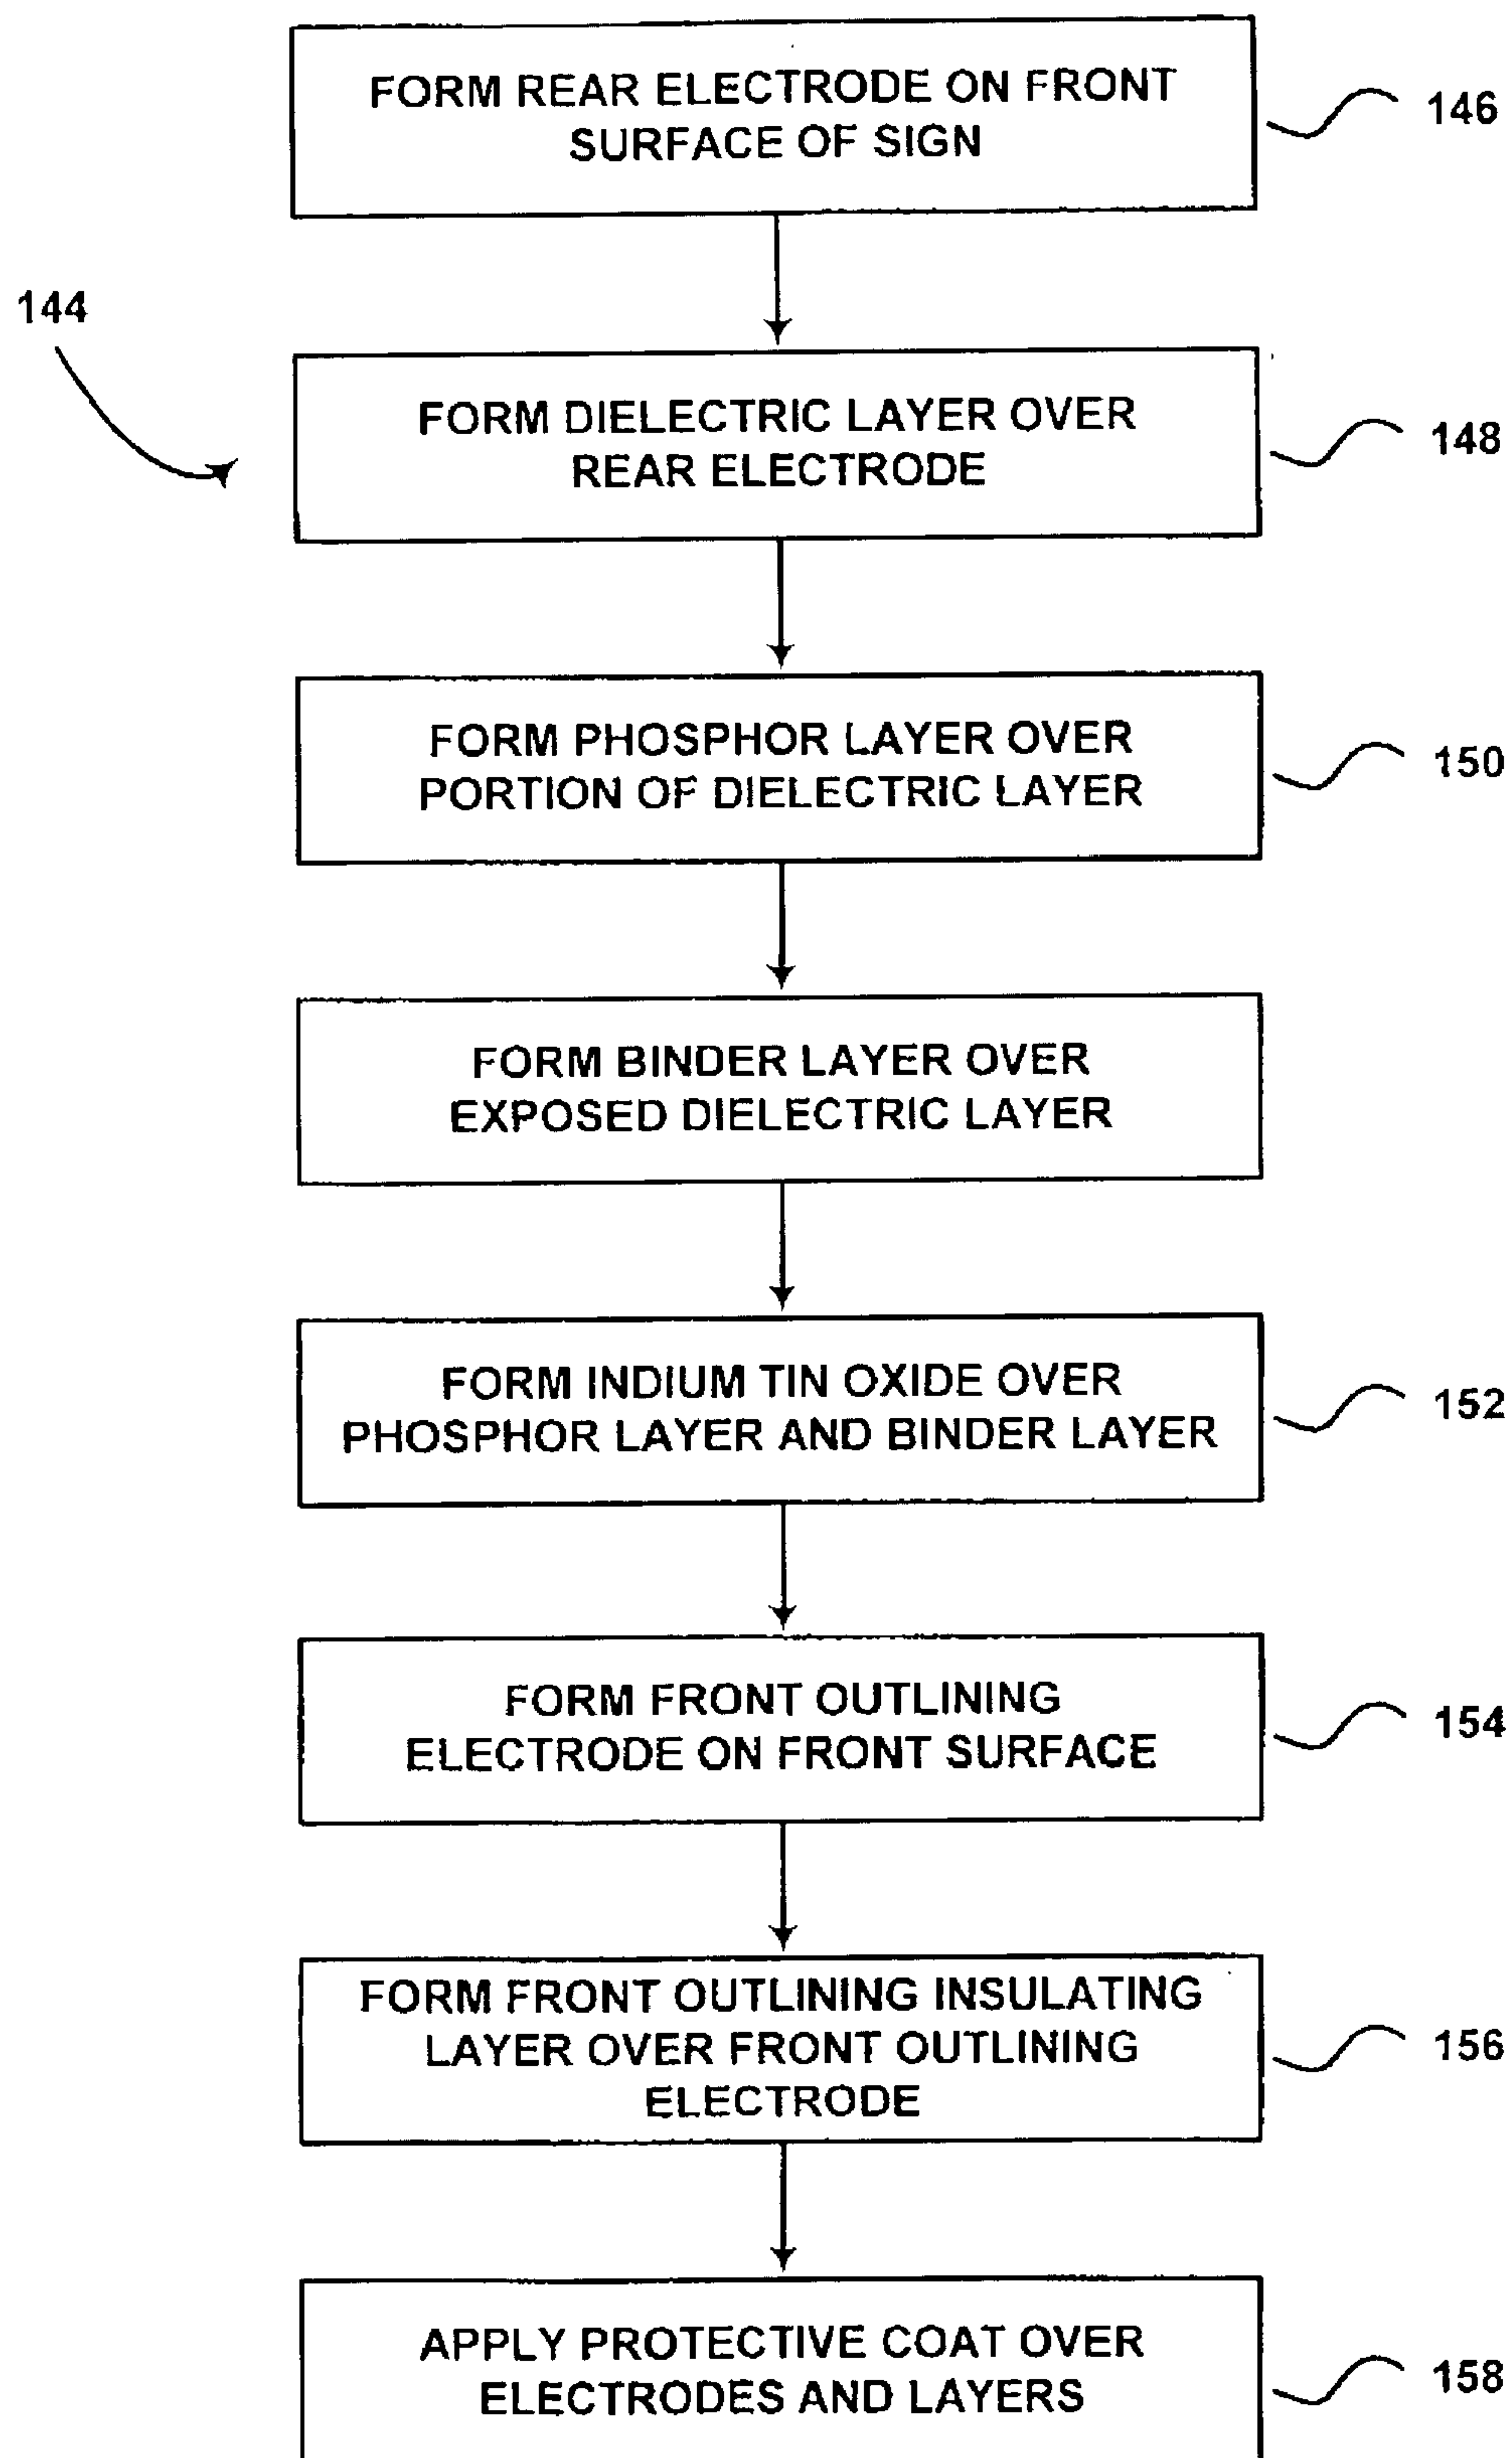 FORM REAR ELECTRODE ON FRONT
SURFACE OF SIGN
146
144
FORM DIELECTRIC LAYER OVER
REAR ELECTRODE
148
FORM PHOSPHOR LAYER OVER
PORTION OF DIELECTRIC LAYER
150
FORM BINDER LAYER OVER
EXPOSED DIELECTRIC LAYER
FORM INDIUM TIN OXIDE OVER
PHOSPHOR LAYER AND BINDER LAYER
152
FORM FRONT OUTLINING
ELECTRODE ON FRONT SURFACE
154
FORM FRONT OUTLINING INSULATING
LAYER OVER FRONT OUTLINING
ELECTRODE
156
APPLY PROTECTIVE COAT OVER
ELECTRODES AND LAYERS
158